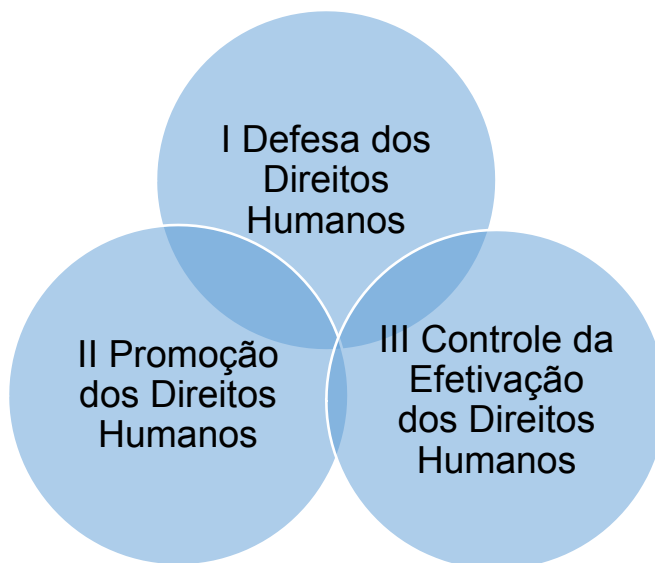 I Defesa dos
Direitos
Humanos
II Promoção
dos Direitos
Humanos
III Controle da
Efetivação
dos Direitos
Humanos